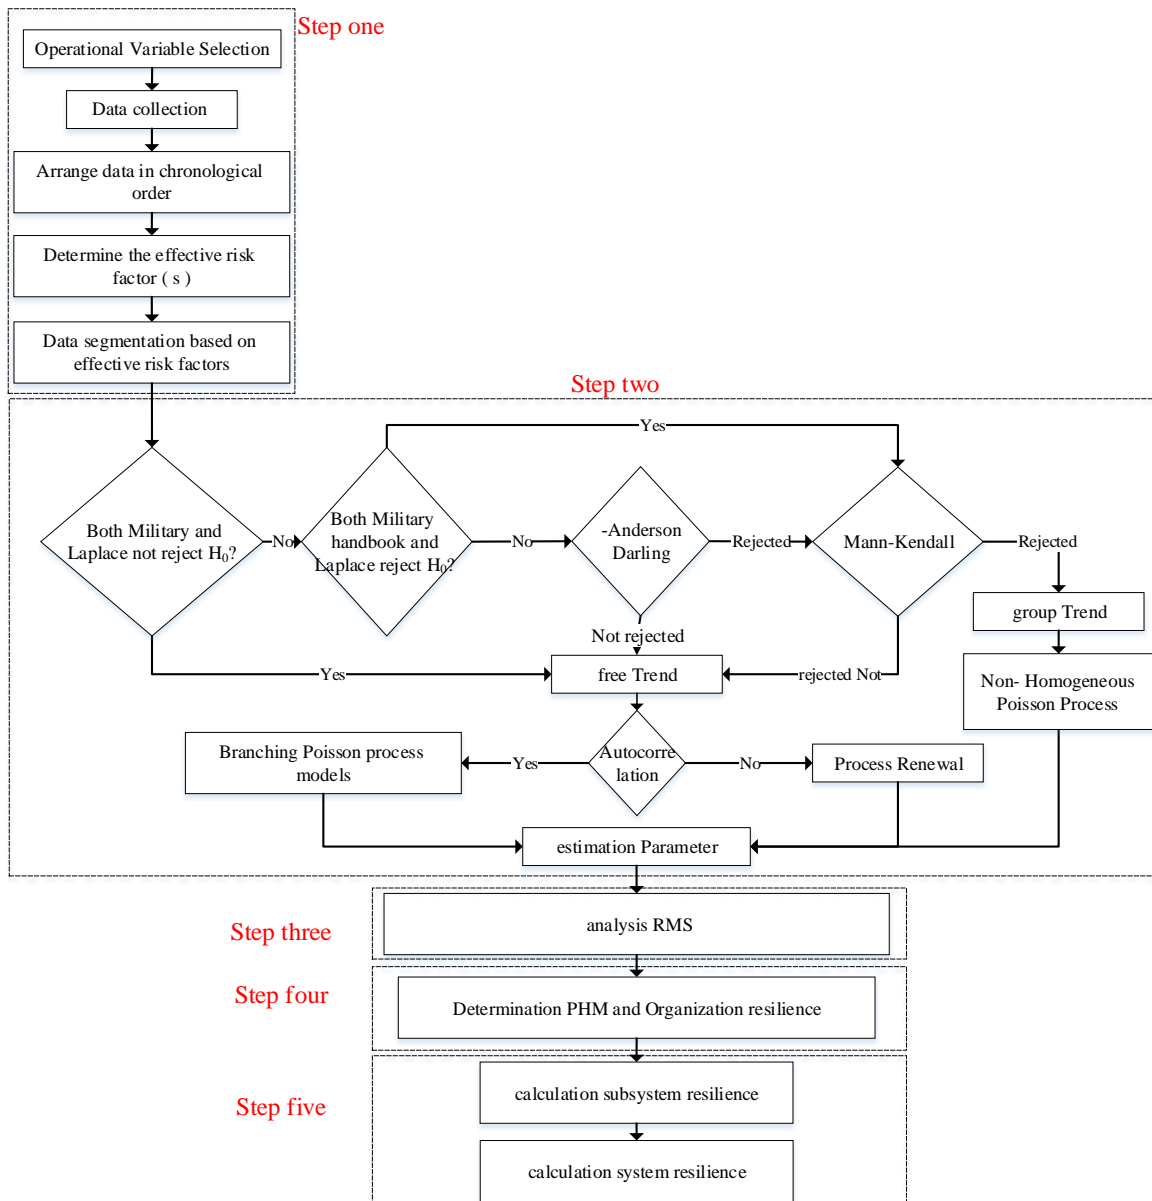 Step one
Operational Variable Selection
Data collection
Arrange data in chronological
order
Determine the effective risk
factor ( s )
Data segmentation based on
effective risk factors
Step two
Yes
Both Military and
Laplace not reject H₀?
No
Both Military
handbook and
Laplace reject H₀?
No
-Anderson
Darling
Rejected
Mann-Kendall
Rejected
group Trend
Not rejected
Yes
free Trend
rejected Not
Non- Homogeneous
Poisson Process
Branching Poisson process
models
Yes
Autocorre
lation
No
Process Renewal
estimation Parameter
Step three
analysis RMS
Step four
Determination PHM and Organization resilience
Step five
calculation subsystem resilience
calculation system resilience